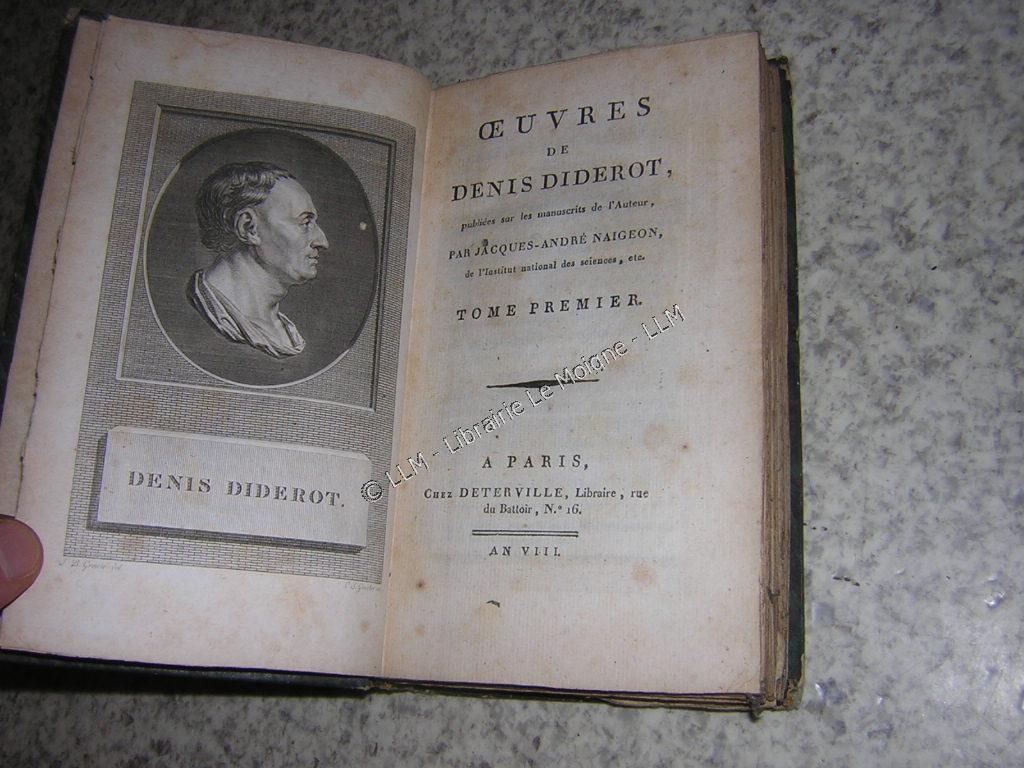 DENIS DIDEROT.
ŒUVRES
DE
DENIS DIDEROT,
publiées sur les manuscrits de l'Auteur,
PAR JACQUES-ANDRÉ NAIGEON,
de l'Institut national des sciences, etc.
TOME PREMIER.
A PARIS,
CHEZ DETERVILLE, Libraire, rue
du Battoir, N.º 16.
AN VIII.
© LLM - Librairie Le Moigne - LLM